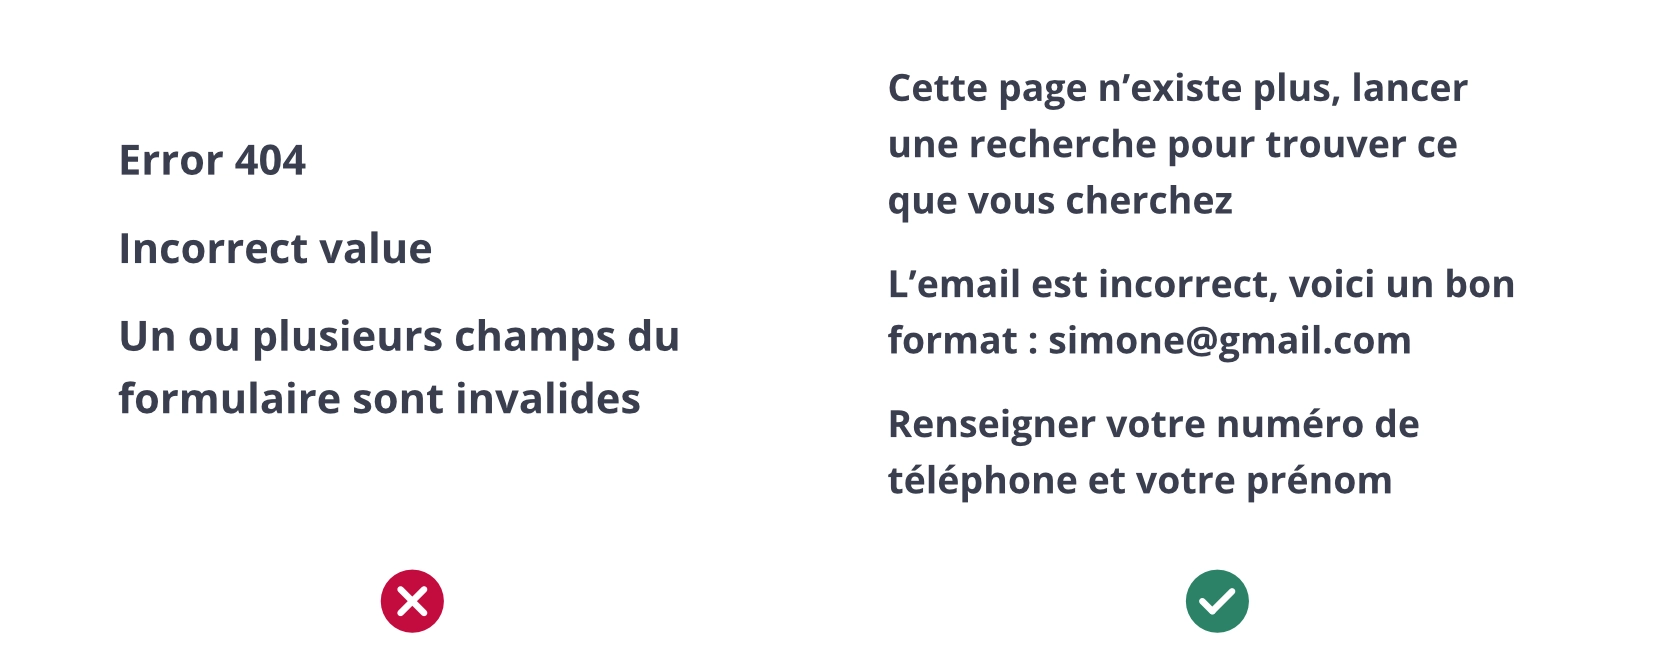 Error 404
Incorrect value
Un ou plusieurs champs du
formulaire sont invalides
Cette page n’existe plus, lancer
une recherche pour trouver ce
que vous cherchez
L’email est incorrect, voici un bon
format : simone@gmail.com
Renseigner votre numéro de
téléphone et votre prénom